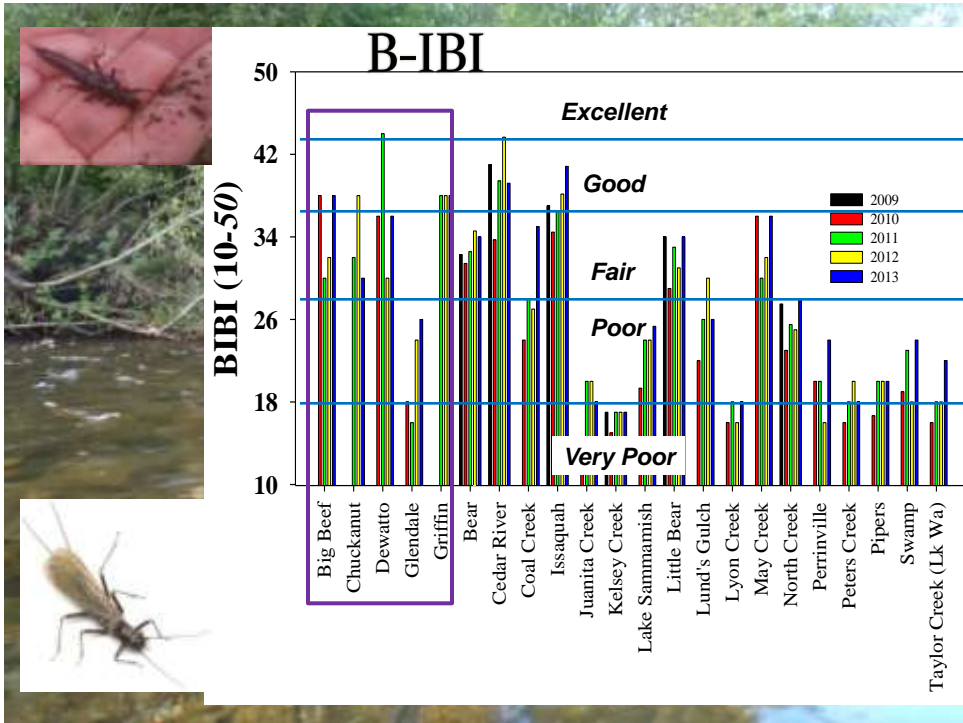 B-IBI
BIBI (10-50)
50
42
34
26
18
10
Excellent
Good
Fair
Poor
Very Poor
2009
2010
2011
2012
2013
Big Beef
Chuckanut
Dewatto
Glendale
Griffin
Bear
Cedar River
Coal Creek
Issaquah
Juanita Creek
Kelsey Creek
Lake Sammamish
Little Bear
Lund's Gulch
Lyon Creek
May Creek
North Creek
Perrinville
Peters Creek
Pipers
Swamp
Taylor Creek (Lk Wa)